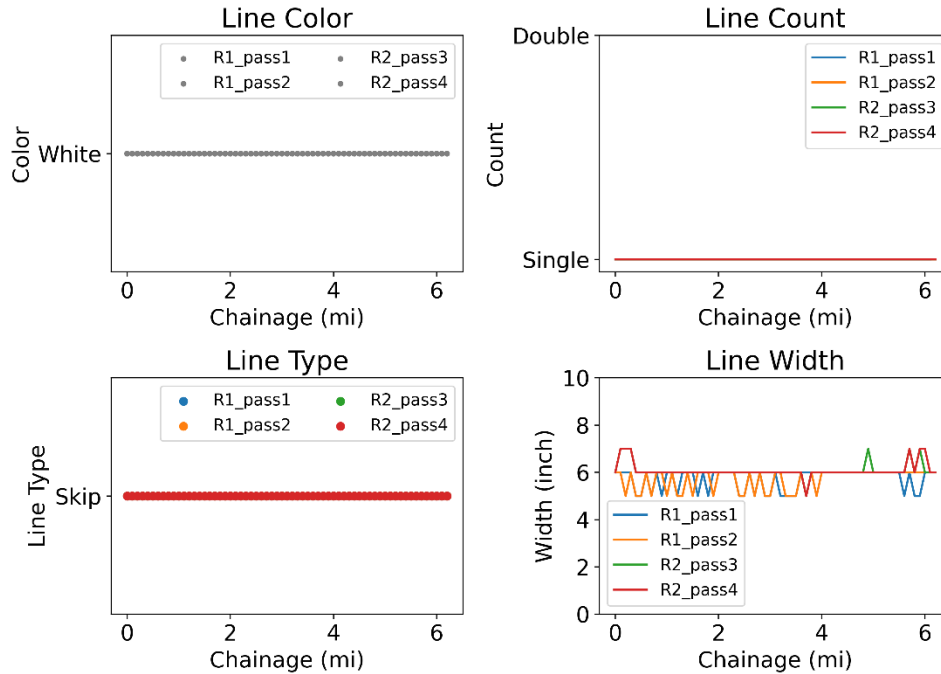 Line Color
R1_pass1 R2_pass3
R1_pass2 R2_pass4
Color
White
0 2 4 6
Chainage (mi)
Line Count
Double
R1_pass1
R1_pass2
R2_pass3
R2_pass4
Count
Single
0 2 4 6
Chainage (mi)
Line Type
R1_pass1 R2_pass3
R1_pass2 R2_pass4
Line Type
Skip
0 2 4 6
Chainage (mi)
Line Width
10
8
6
4
2
0
Width (inch)
R1_pass1
R1_pass2
R2_pass3
R2_pass4
0 2 4 6
Chainage (mi)